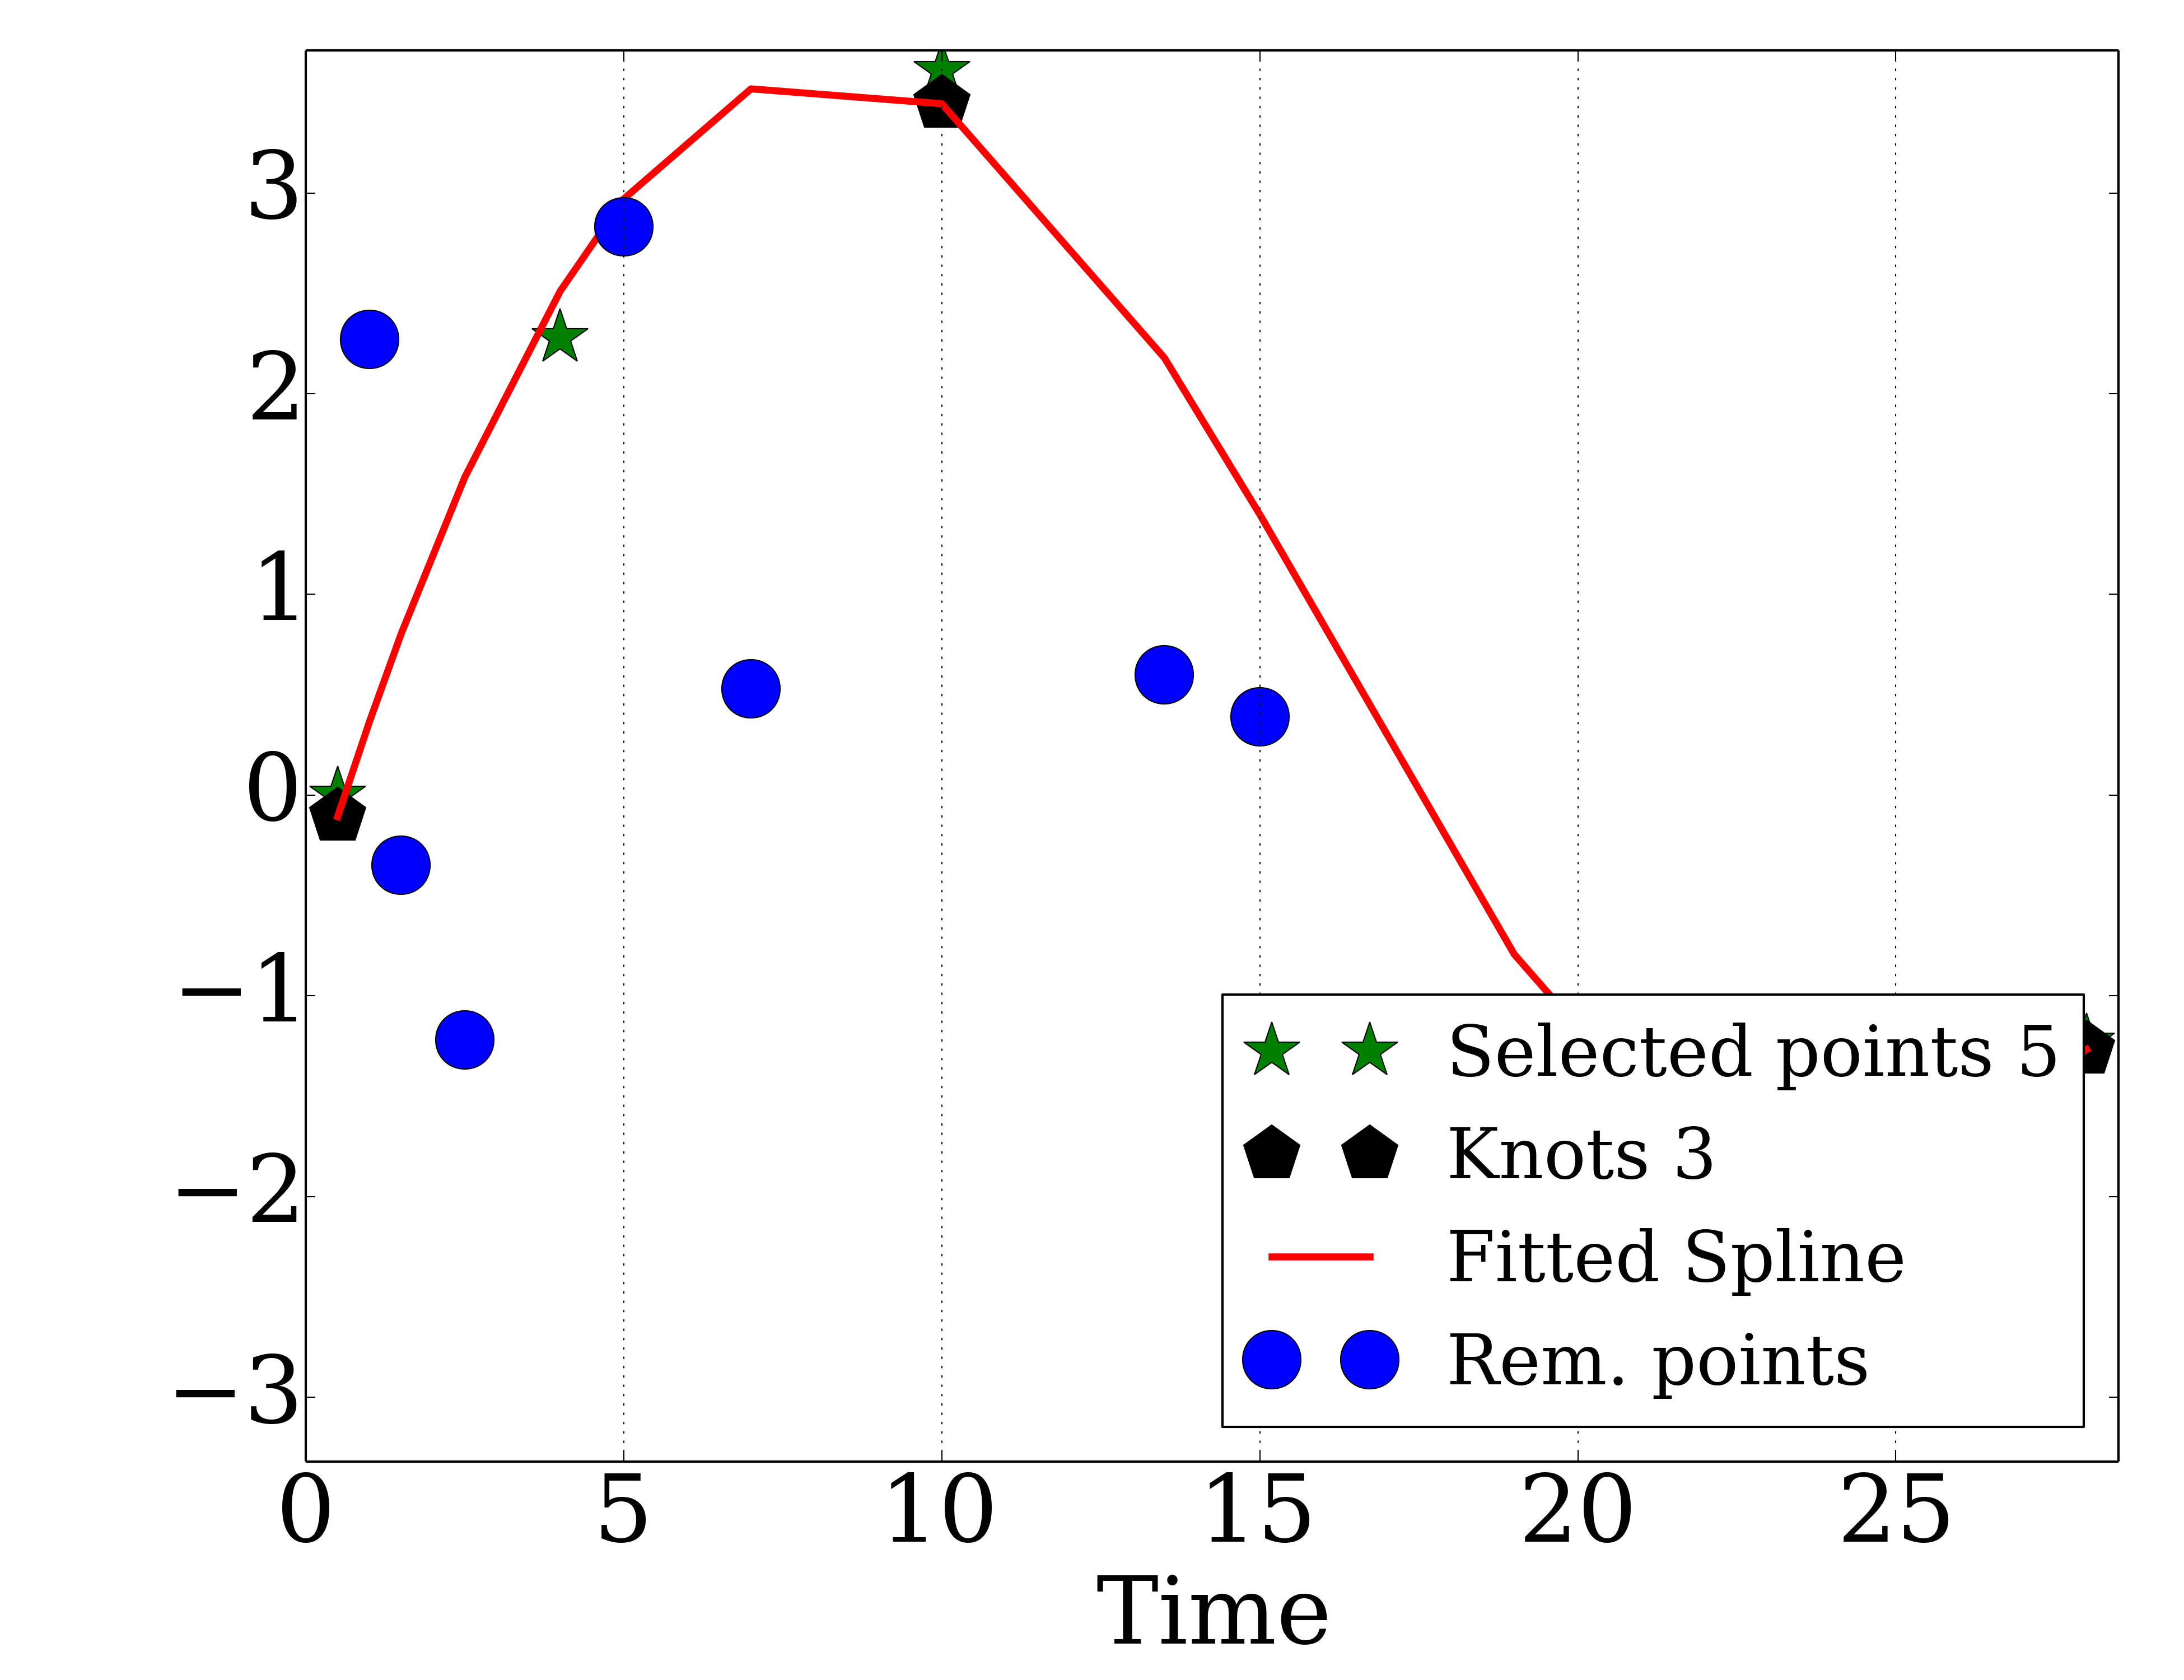 3
2
1
0
−1
−2
−3
0 5 10 15 20 25
Time
Selected points 5
Knots 3
Fitted Spline
Rem. points